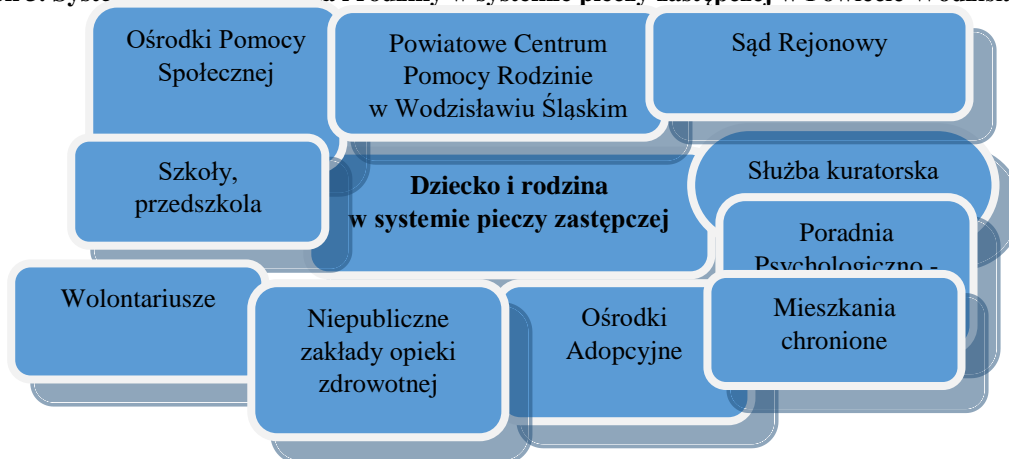 Ośrodki Pomocy
Społecznej
Powiatowe Centrum
Pomocy Rodzinie
w Wodzisławiu Śląskim
Sąd Rejonowy
Szkoły,
przedszkola
Dziecko i rodzina
w systemie pieczy zastępczej
Służba kuratorska
Poradnia
Psychologiczno -
Wolontariusze
Niepubliczne
zakłady opieki
zdrowotnej
Ośrodki
Adopcyjne
Mieszkania
chronione